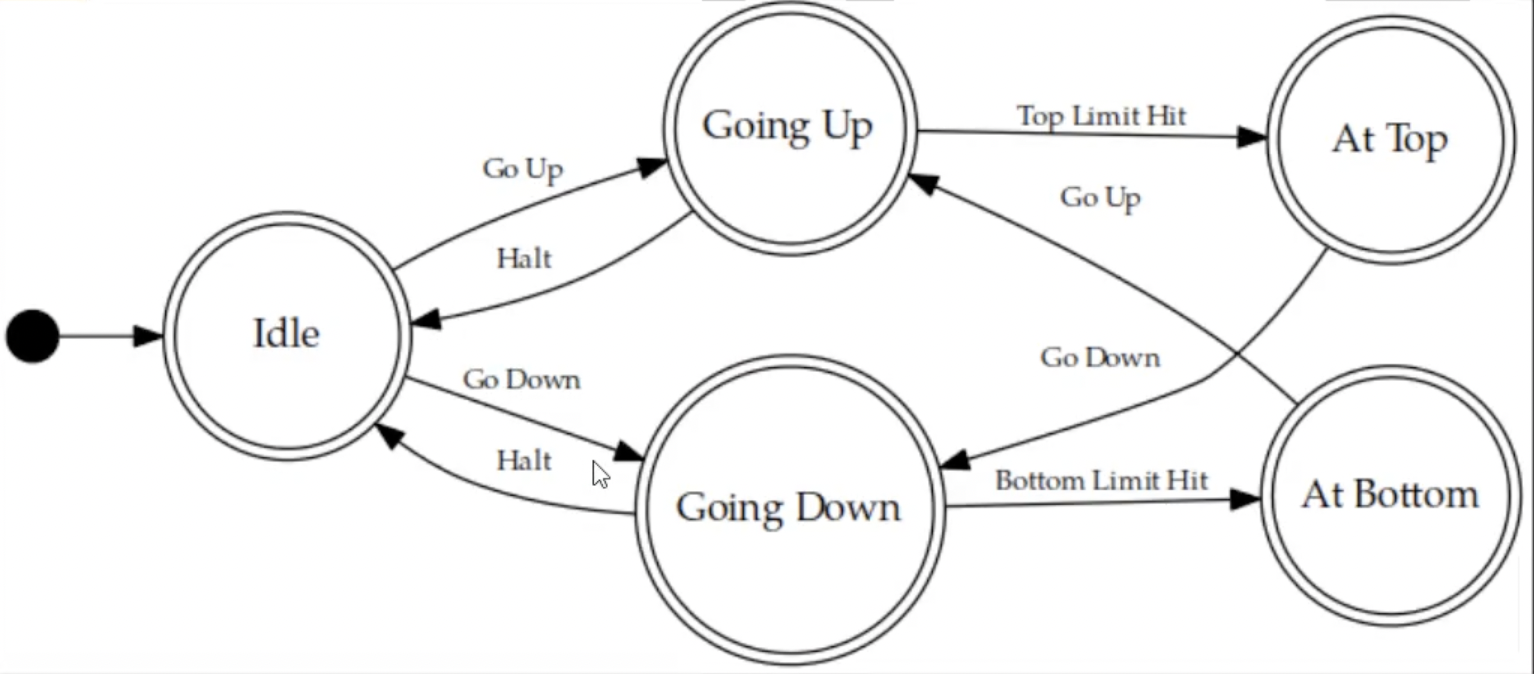 Going Up
Top Limit Hit
At Top
Go Up
Go Up
Halt
Idle
Go Down
Go Down
Halt
Bottom Limit Hit
Going Down
At Bottom